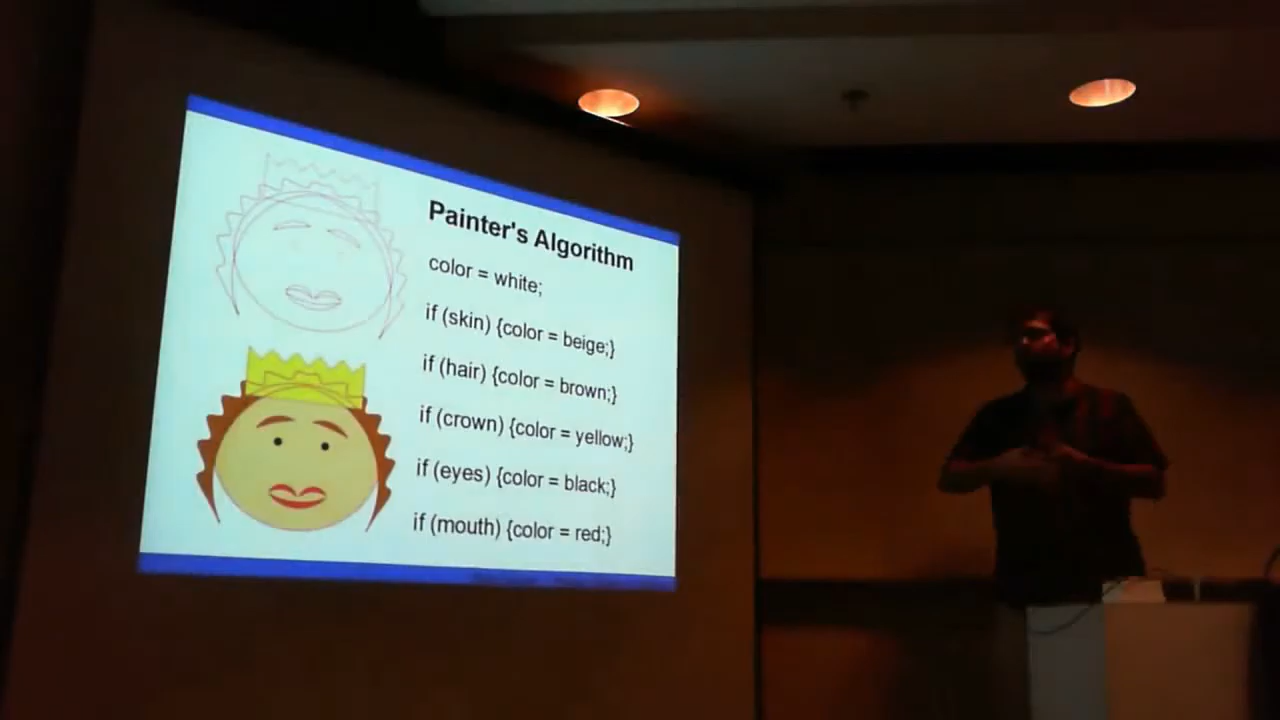 Painter's Algorithm
color = white;
if (skin) {color = beige;}
if (hair) {color = brown;}
if (crown) {color = yellow;}
if (eyes) {color = black;}
if (mouth) {color = red;}